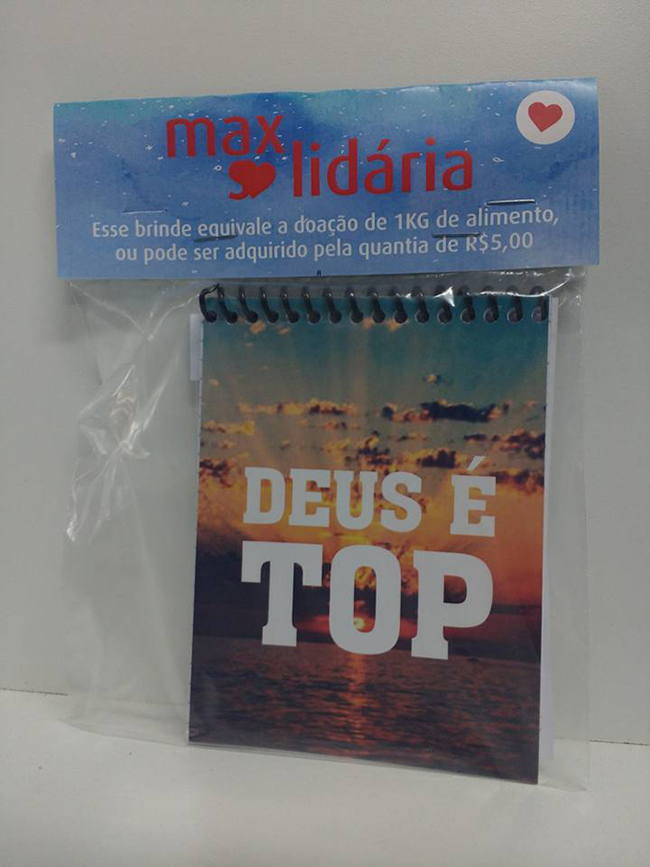 max
solidária
Esse brinde equivale a doação de 1KG de alimento,
ou pode ser adquirido pela quantia de R$5,00
DEUS É
TOP